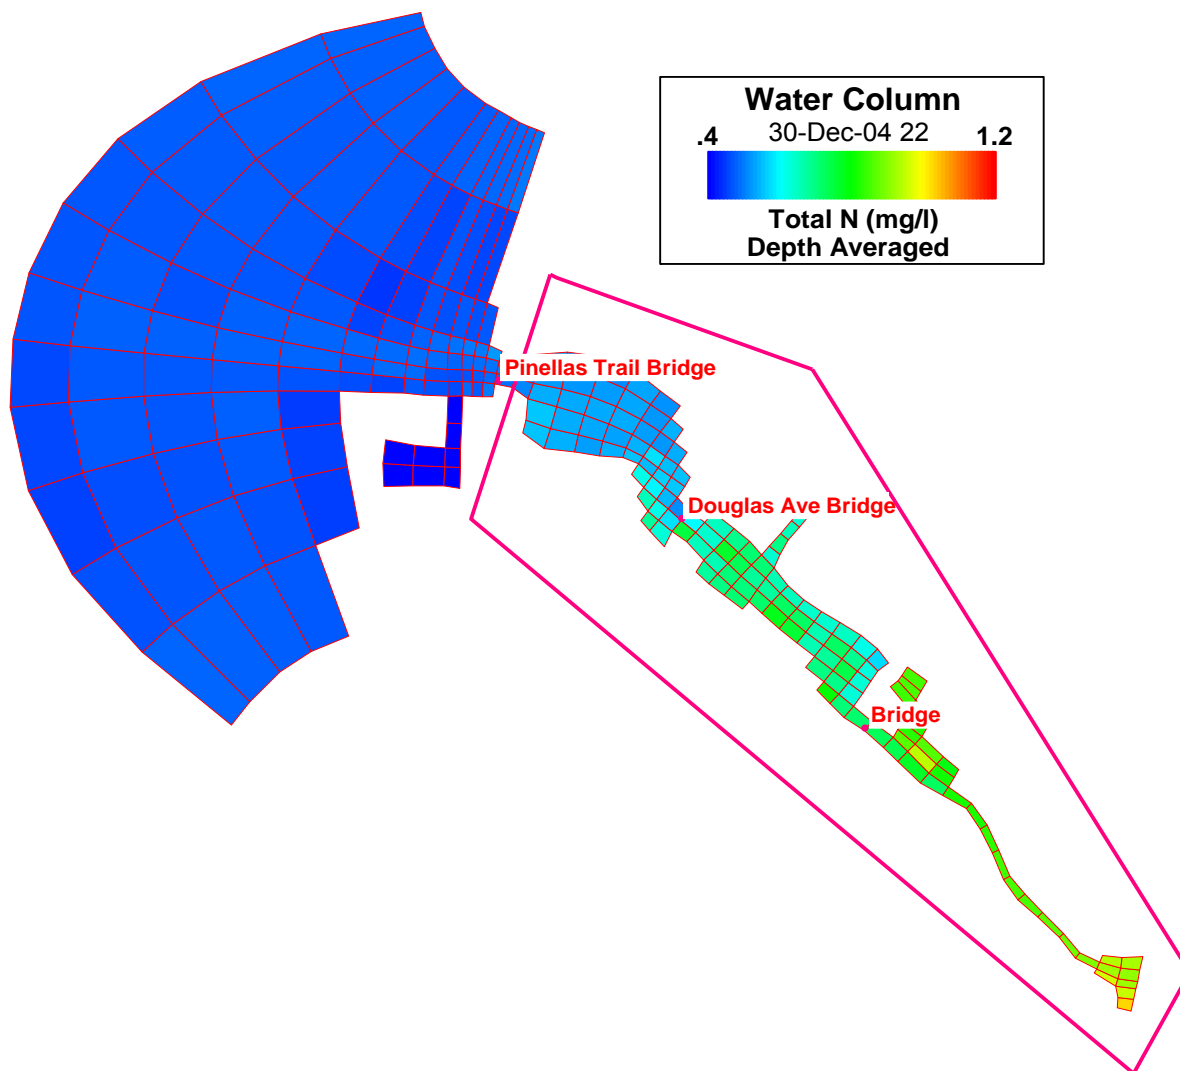 Water Column
30-Dec-04 22
.4 1.2
Total N (mg/l)
Depth Averaged
Pinellas Trail Bridge
Douglas Ave Bridge
Bridge